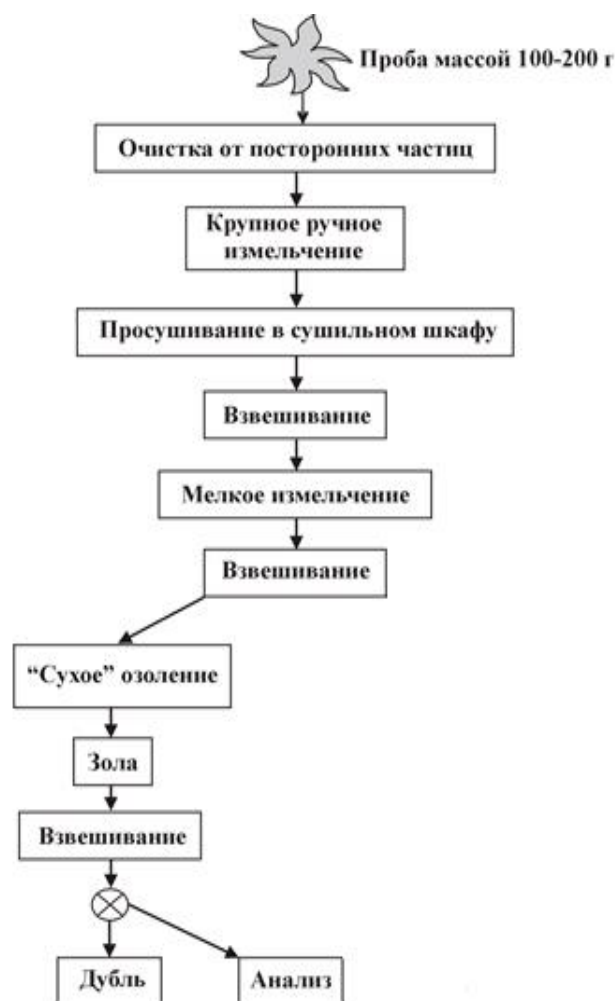 Проба массой 100-200 г
Очистка от посторонних частиц
Крупное ручное
измельчение
Просушивание в сушильном шкафу
Взвешивание
Мелкое измельчение
Взвешивание
“Сухое” озоление
Зола
Взвешивание
Дубль
Анализ